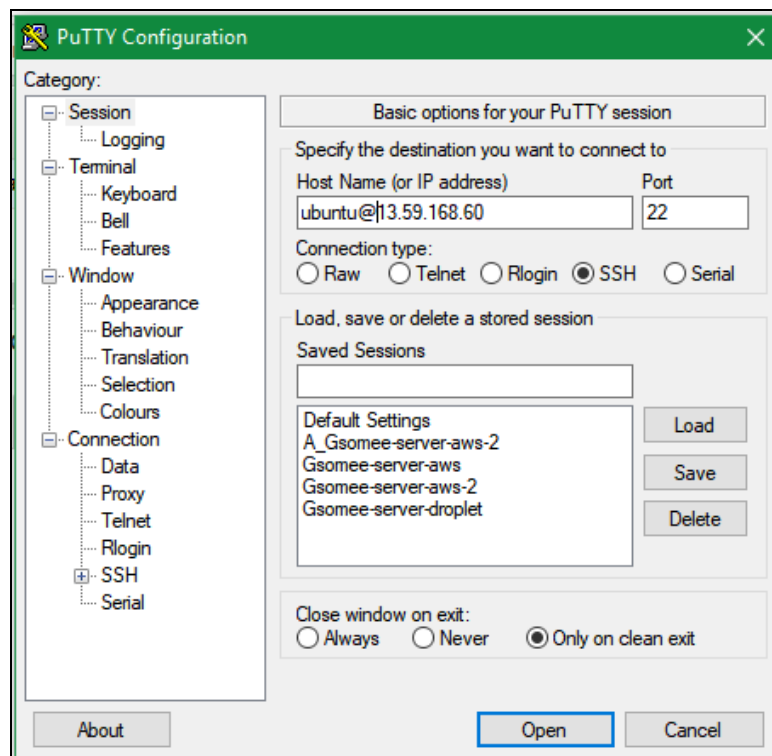 PuTTY Configuration
Category:
Session
Logging
Terminal
Keyboard
Bell
Features
Window
Appearance
Behaviour
Translation
Selection
Colours
Connection
Data
Proxy
Telnet
Rlogin
SSH
Serial
Basic options for your PuTTY session
Specify the destination you want to connect to
Host Name (or IP address) Port
ubuntu@13.59.168.60 22
Connection type:
Raw Telnet Rlogin SSH Serial
Load, save or delete a stored session
Saved Sessions
Default Settings
A_Gsomee-server-aws-2
Gsomee-server-aws
Gsomee-server-aws-2
Gsomee-server-droplet
Load
Save
Delete
Close window on exit:
Always Never Only on clean exit
About Open Cancel